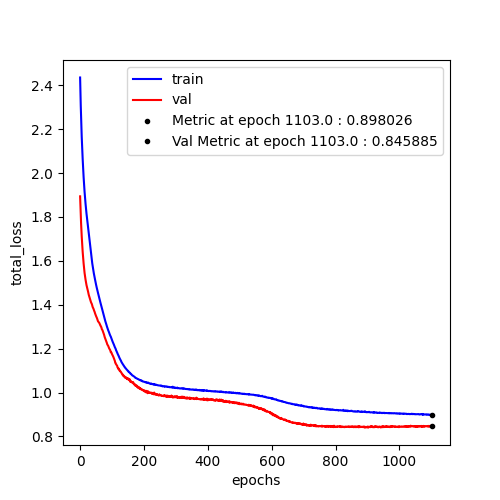 train
val
Metric at epoch 1103.0 : 0.898026
Val Metric at epoch 1103.0 : 0.845885
2.4
2.2
2.0
1.8
1.6
1.4
1.2
1.0
0.8
total_loss
0 200 400 600 800 1000
epochs